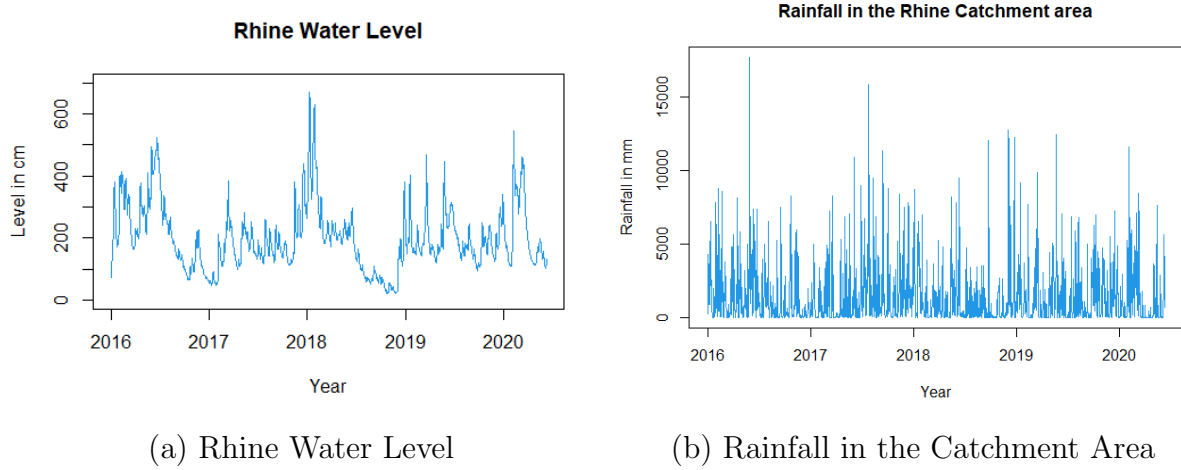 Rhine Water Level
Level in cm
600
400
200
0
2016 2017 2018 2019 2020
Year
(a) Rhine Water Level
Rainfall in the Rhine Catchment area
Rainfall in mm
15000
10000
5000
0
2016 2017 2018 2019 2020
Year
(b) Rainfall in the Catchment Area